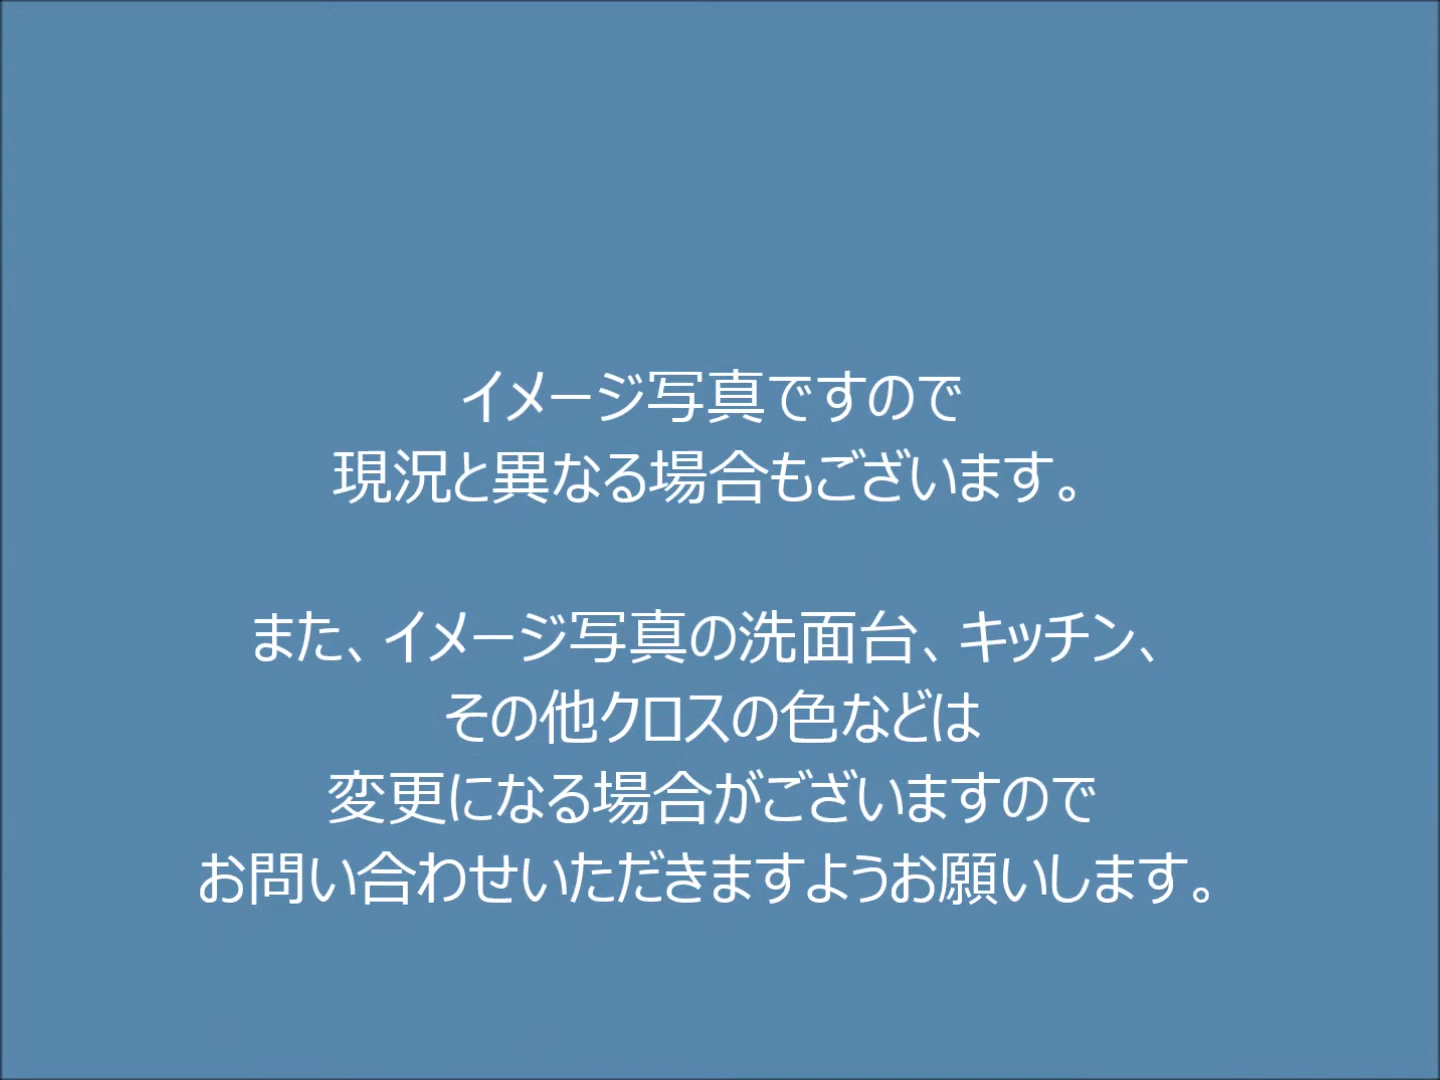 イメージ写真ですので
現況と異なる場合もございます。
また、イメージ写真の洗面台、キッチン、
その他クロスの色などは
変更になる場合がございますので
お問い合わせいただきますようお願いします。